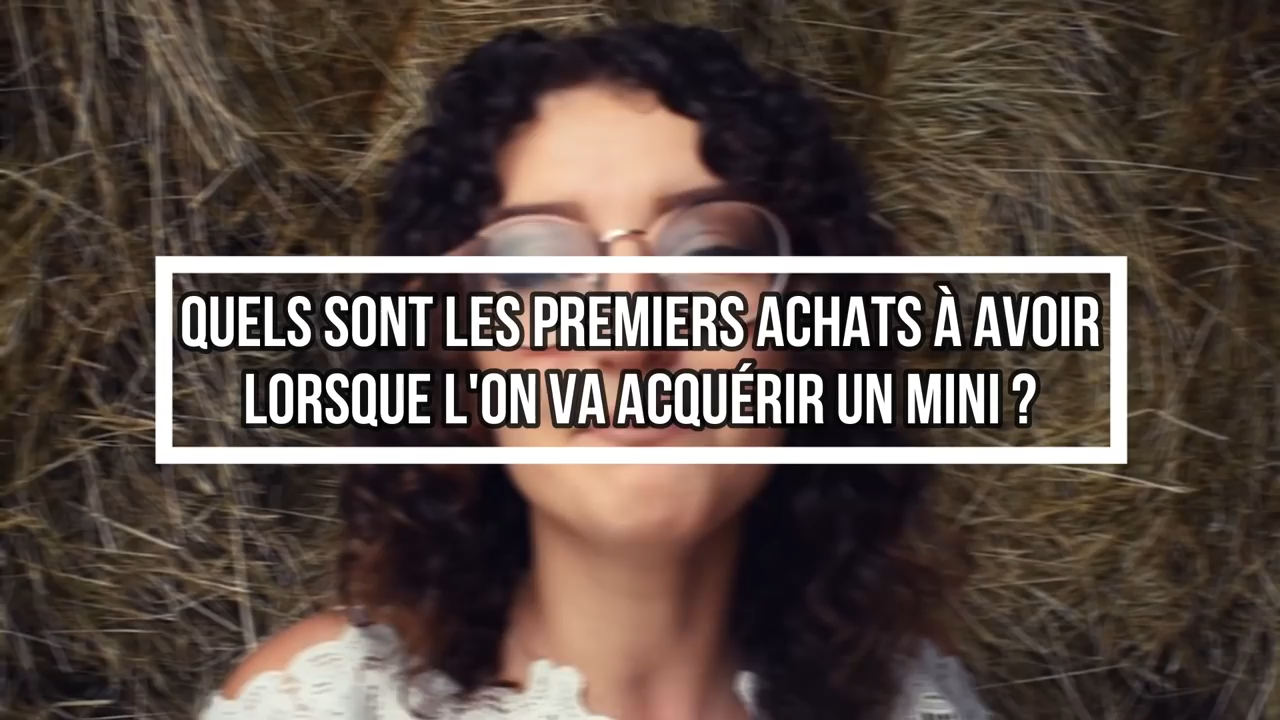 QUELS SONT LES PREMIERS ACHATS À AVOIR
LORSQUE L'ON VA ACQUÉRIR UN MINI ?